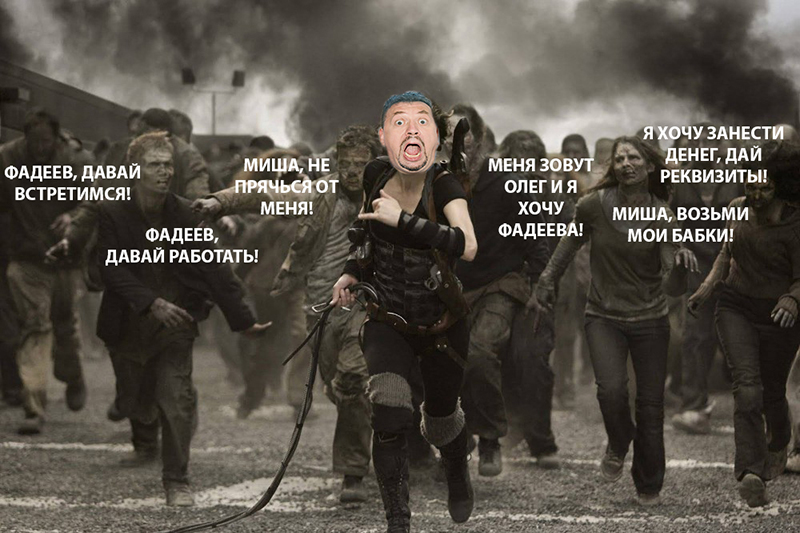 ФАДЕЕВ, ДАВАЙ
ВСТРЕТИМСЯ!
ФАДЕЕВ,
ДАВАЙ РАБОТАТЬ!
МИША, НЕ
ПРЯЧЬСЯ ОТ
МЕНЯ!
МЕНЯ ЗОВУТ
ОЛЕГ И Я
ХОЧУ
ФАДЕЕВА!
Я ХОЧУ ЗАНЕСТИ
ДЕНЕГ, ДАЙ
РЕКВИЗИТЫ!
МИША, ВОЗЬМИ
МОИ БАБКИ!